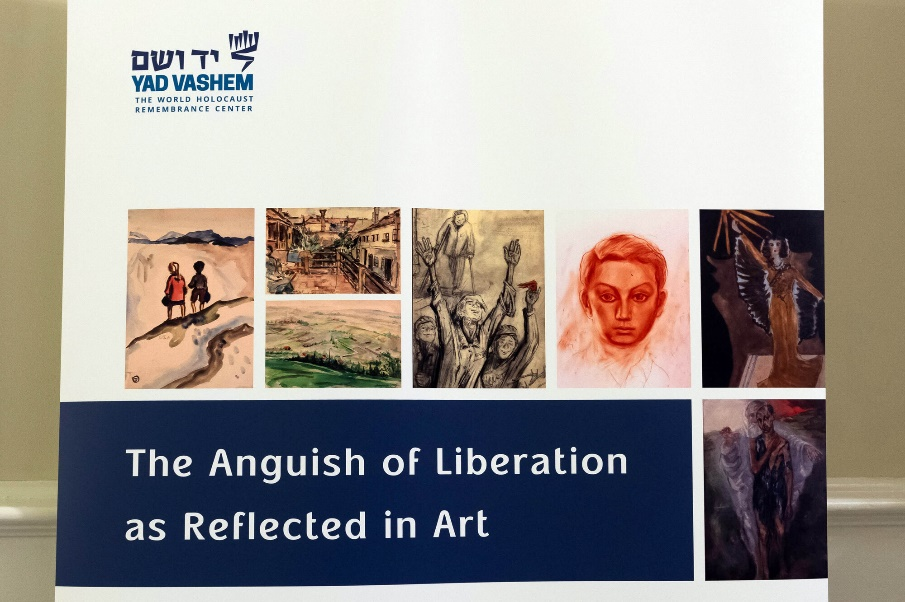 יד ושם
YAD VASHEM
THE WORLD HOLOCAUST
REMEMBRANCE CENTER
The Anguish of Liberation
as Reflected in Art